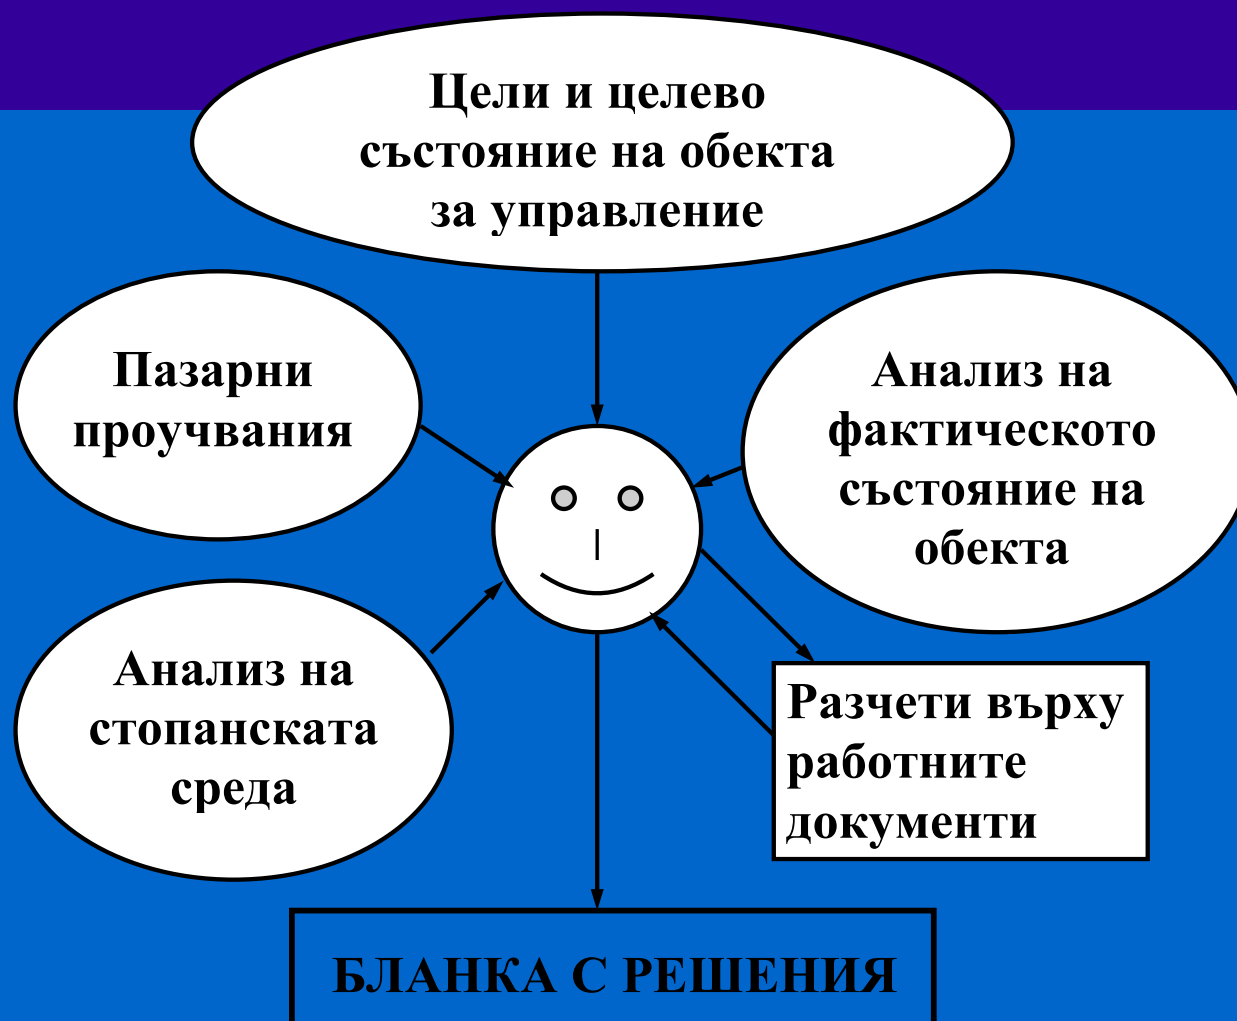 Цели и целево
състояние на обекта
за управление
Пазарни
проучвания
Анализ на
фактическото
състояние на
обекта
Анализ на
стопанската
среда
Разчети върху
работните
документи
БЛАНКА С РЕШЕНИЯ